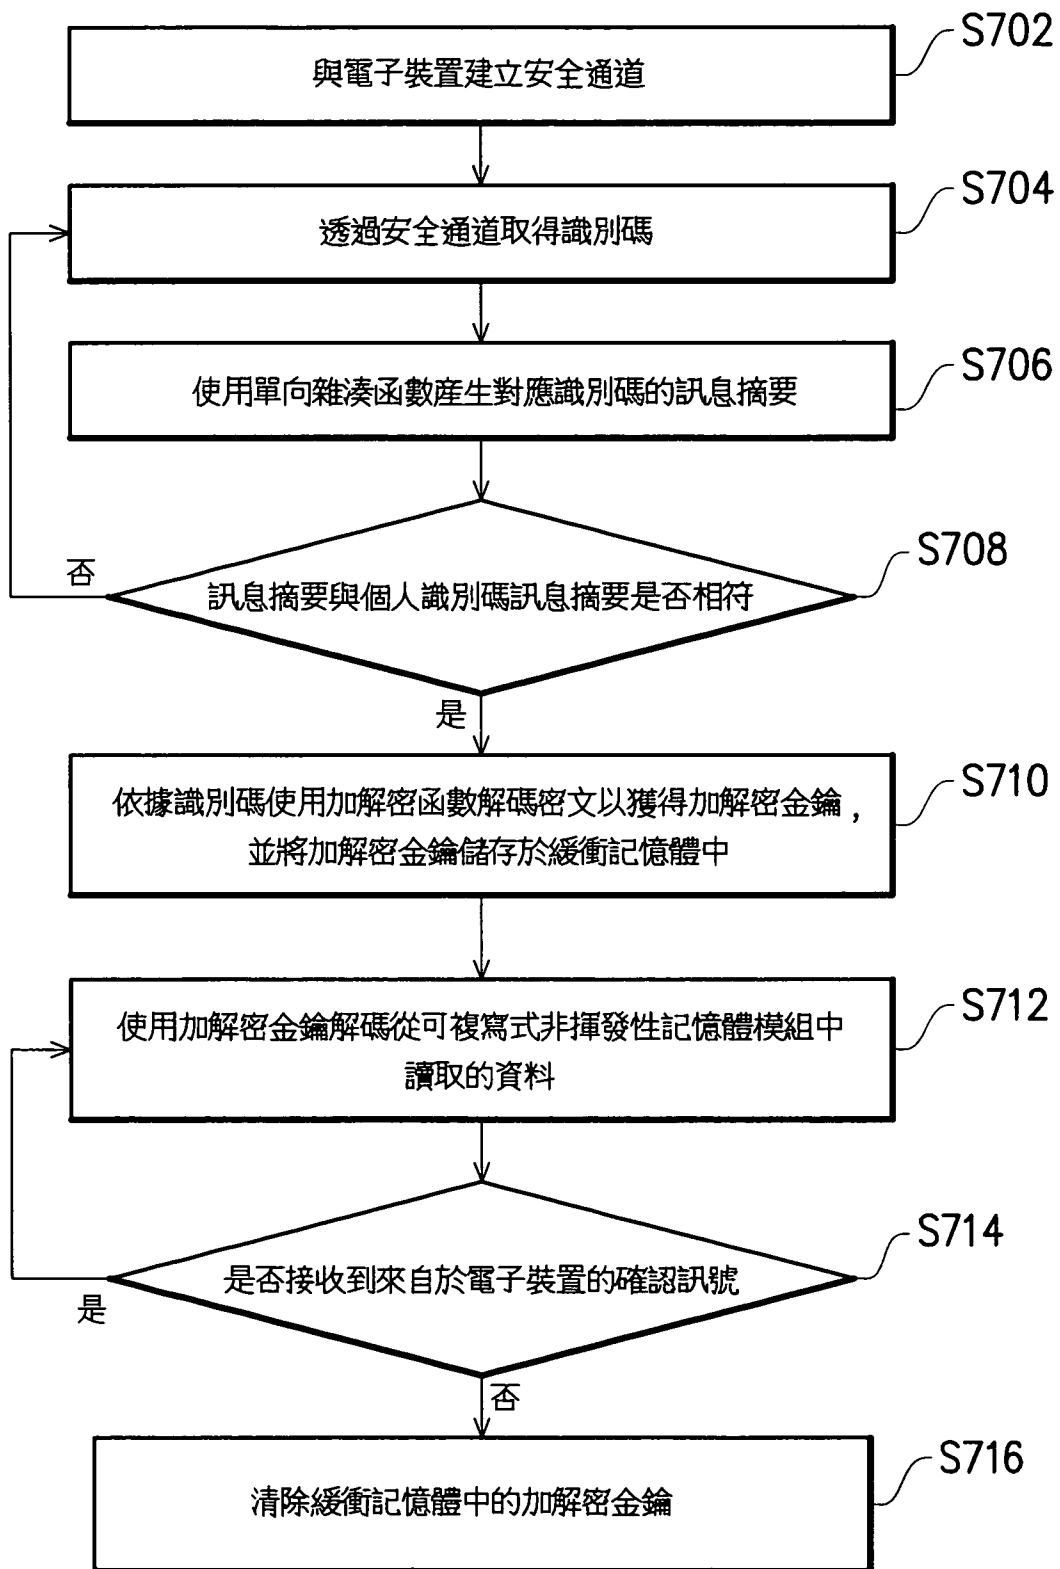 S702
與電子裝置建立安全通道
S704
透過安全通道取得識別碼
S706
使用單向雜湊函數產生對應識別碼的訊息摘要
S708
否
訊息摘要與個人識別碼訊息摘要是否相符
是
S710
依據識別碼使用加解密函數解碼密文以獲得加解密金鑰，
並將加解密金鑰儲存於緩衝記憶體中
S712
使用加解密金鑰解碼從可複寫式非揮發性記憶體模組中
讀取的資料
S714
是否接收到來自於電子裝置的確認訊號
是
否
S716
清除緩衝記憶體中的加解密金鑰